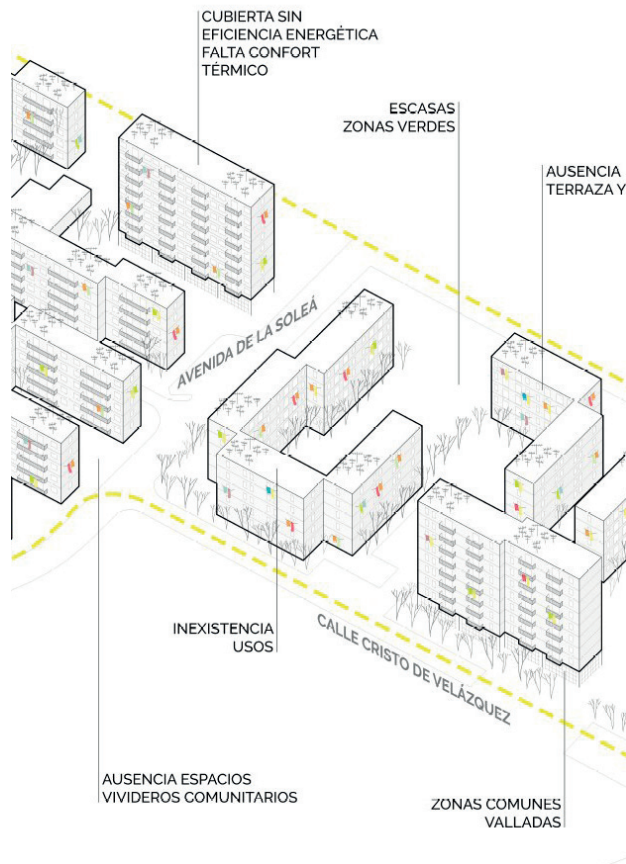 CUBIERTA SIN
EFICIENCIA ENERGÉTICA
FALTA CONFORT
TÉRMICO
ESCASAS
ZONAS VERDES
AUSENCIA
TERRAZA Y
AVENIDA DE LA SOLEÁ
INEXISTENCIA
USOS
CALLE CRISTO DE VELÁZQUEZ
AUSENCIA ESPACIOS
VIVIDEROS COMUNITARIOS
ZONAS COMUNES
VALLADAS